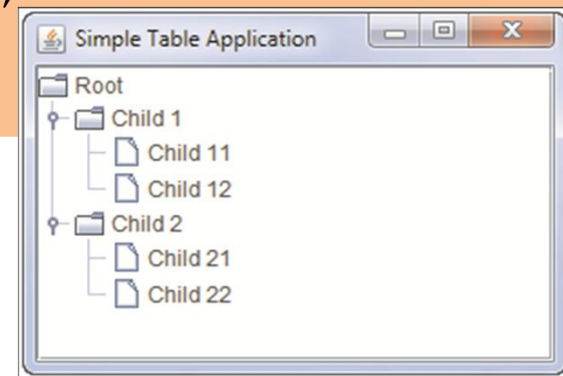 Simple Table Application
Root
Child 1
Child 11
Child 12
Child 2
Child 21
Child 22